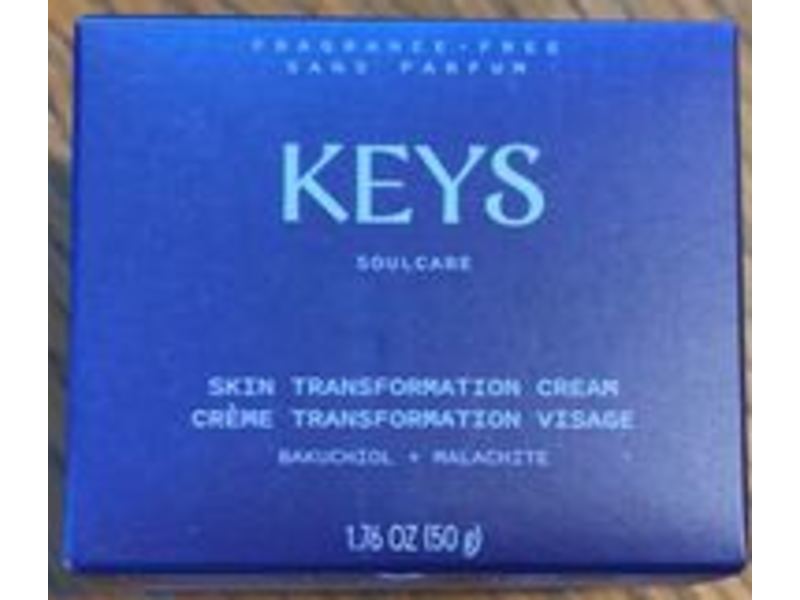 FRAGRANCE-FREE
SANS PARFUM
KEYS
SOULCARE
SKIN TRANSFORMATION CREAM
CRÈME TRANSFORMATION VISAGE
BAKUCHIOL + MALACHITE
1.76 OZ (50 g)